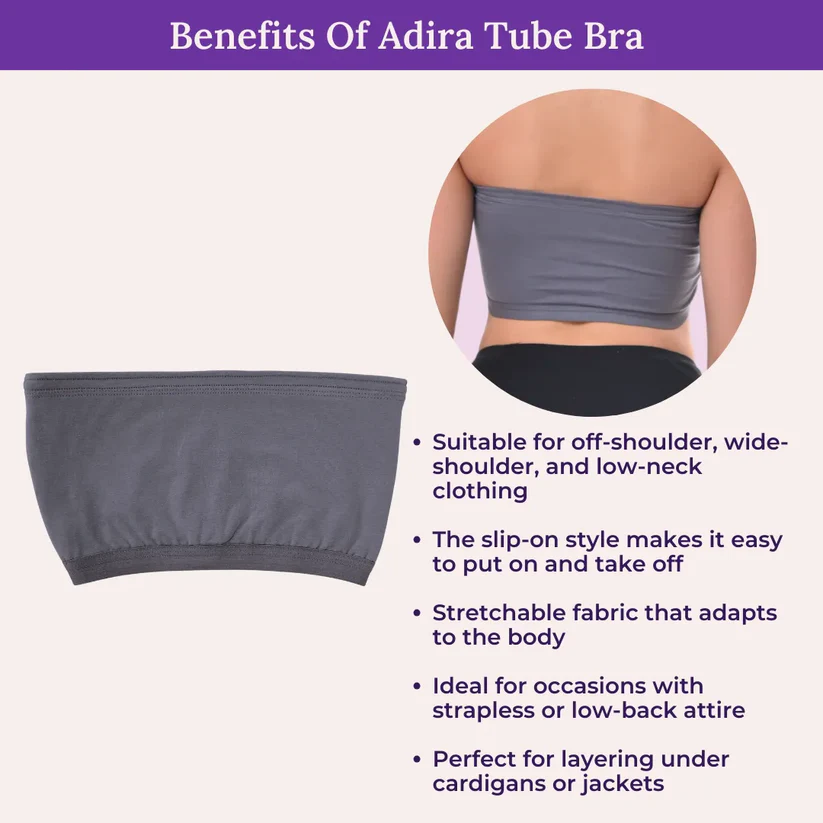 Benefits Of Adira Tube Bra
• Suitable for off-shoulder, wide-
shoulder, and low-neck
clothing
• The slip-on style makes it easy
to put on and take off
• Stretchable fabric that adapts
to the body
• Ideal for occasions with
strapless or low-back attire
• Perfect for layering under
cardigans or jackets